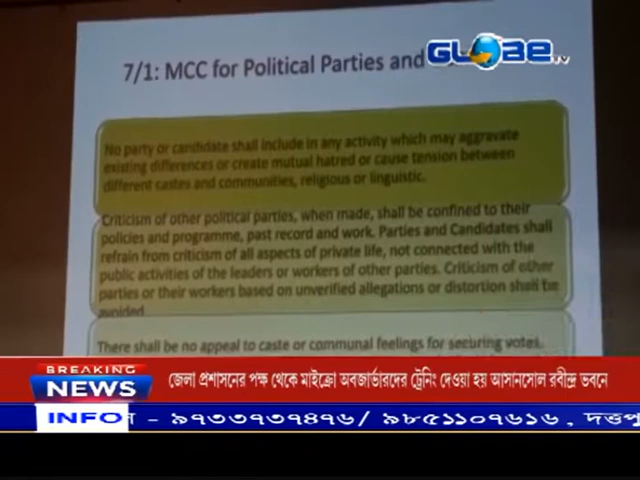 7/1: MCC for Political Parties and
GLOBE TV
No party or candidate shall include in any activity which may aggravate
existing differences or create mutual hatred or cause tension between
different castes and communities, religious or linguistic.
Criticism of other political parties, when made, shall be confined to their
policies and programme, past record and work. Parties and Candidates shall
refrain from criticism of all aspects of private life, not connected with the
public activities of the leaders or workers of other parties. Criticism of other
parties or their workers based on unverified allegations or distortion shall be
avoided
There shall be no appeal to caste or communal feelings for securing votes.
BREAKING
NEWS
জেলা প্রশাসনের পক্ষ থেকে মাইক্রো অবজার্ভারদের ট্রেনিং দেওয়া হয় আসানসোল রবীন্দ্র ভবনে
INFO
- ৯৭৩৩৭৩৭৪৭৬ / ৯৮৫১১০৭৬১৬, দত্তপু